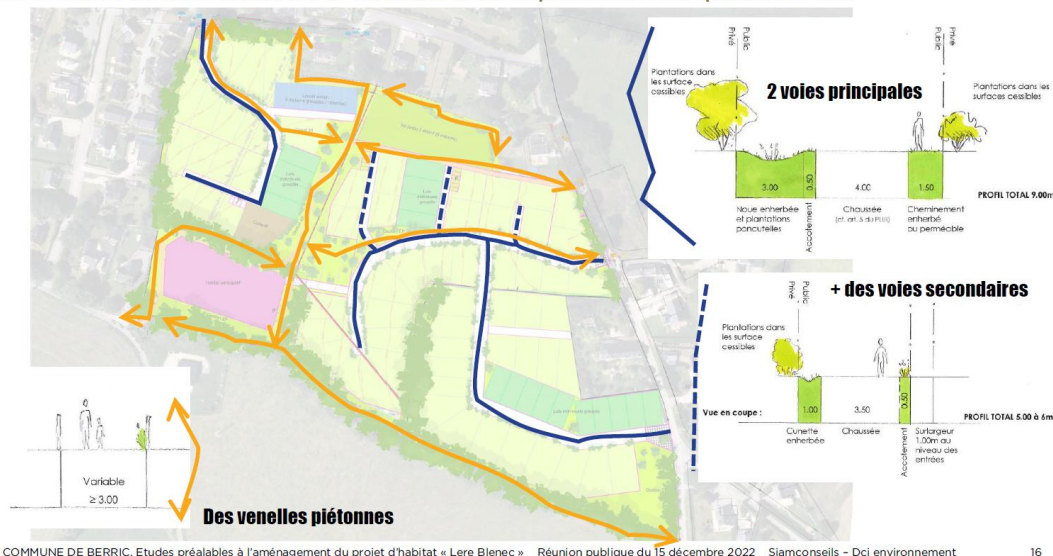 Privé
Public
Public
Privé
Plantations dans
les surface
cessibles
2 voies principales
Plantations dans les
surfaces cessibles
3.00
0.50
4.00
1.50
PROFIL TOTAL 9.00m
Noue enherbée
et plantations
ponctuelles
Accotement
Chaussée
Cheminement
enherbé
ou perméable
+ des voies secondaires
Privé
Public
Plantations dans
les surface
cessibles
Vue en coupe :
1.00
3.50
0.50
PROFIL TOTAL 5.00 à 6m
Cunette
enherbée
Chaussée
Accotement
Surlargeur
1.00m au
niveau des
entrées
Variable
≥ 3.00
Des venelles piétonnes
COMMUNE DE BERRIC. Etudes préalables à l'aménagement du projet d'habitat « Lere Blenec » Réunion publique du 15 décembre 2022 Siamconseils – Dci environnement 16